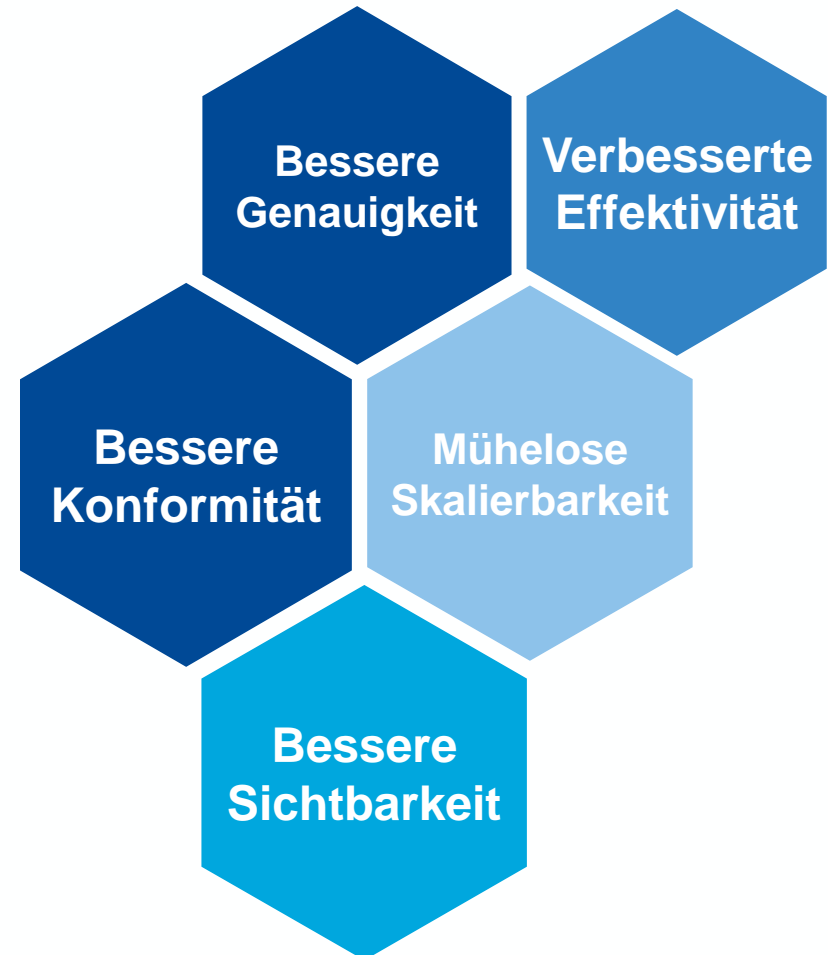 Bessere
Genauigkeit
Verbesserte
Effektivität
Bessere
Konformität
Mühelose
Skalierbarkeit
Bessere
Sichtbarkeit